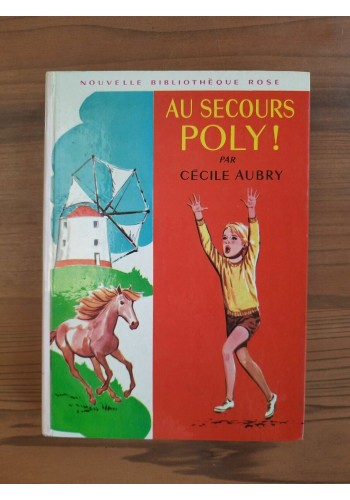 NOUVELLE BIBLIOTHÈQUE ROSE
AU SECOURS
POLY!
PAR
CÉCILE AUBRY